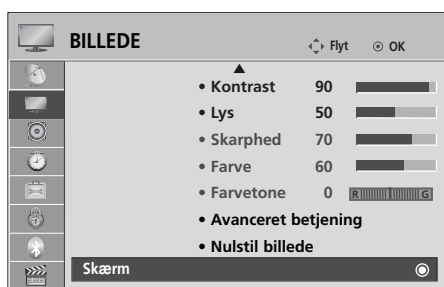 BILLEDE
Flyt
OK
• Kontrast 90
• Lys 50
• Skarphed 70
• Farve 60
• Farvetone 0 R G
• Avanceret betjening
• Nulstil billede
Skærm